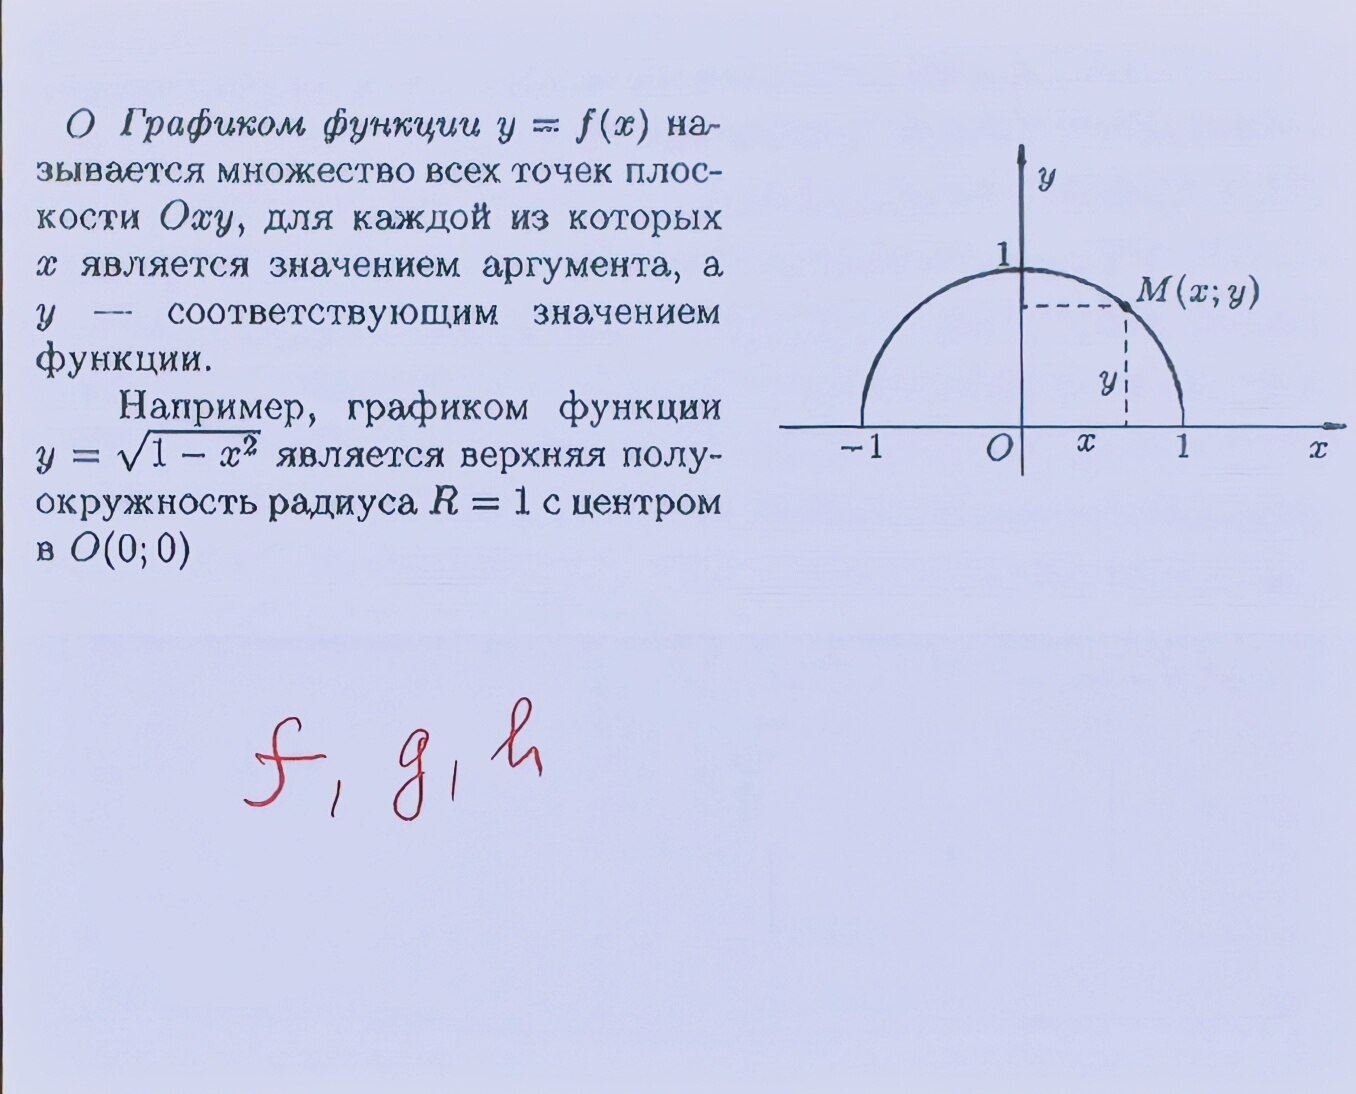 О Графиком функции y = f(x) на-
зывается множество всех точек плос-
кости Oxy, для каждой из которых
x является значением аргумента, а
y — соответствующим значением
функции.
Например, графиком функции
y = √1 − x² является верхняя полу-
окружность радиуса R = 1 с центром
в O(0; 0)
y
1
M(x; y)
y
−1
O
x
1
x
f, g, h